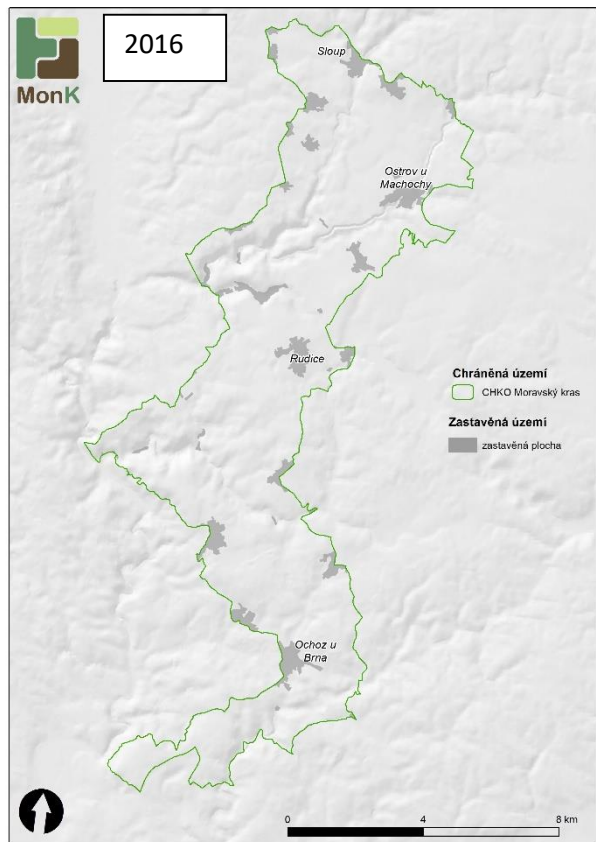 2016
MonK
Sloup
Ostrov u
Machochy
Rudice
Chráněná území
CHKO Moravský kras
Zastavěná území
zastavěná plocha
Ochoz u
Brna
0 4 8 km